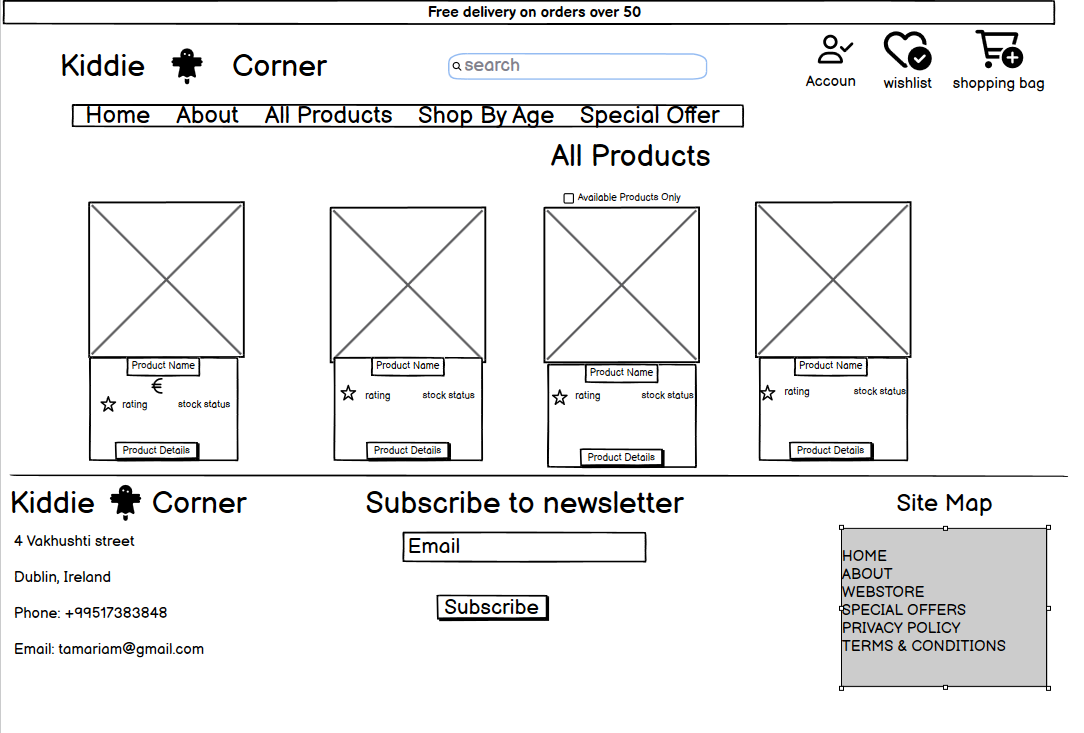 Free delivery on orders over 50
Kiddie Corner
search
Accoun
wishlist
shopping bag
Home About All Products Shop By Age Special Offer
All Products
Available Products Only
Product Name
€
rating stock status
Product Details
Product Name
rating stock status
Product Details
Product Name
rating stock status
Product Details
Product Name
rating stock status
Product Details
Kiddie Corner
4 Vakhushti street
Dublin, Ireland
Phone: +99517383848
Email: tamariam@gmail.com
Subscribe to newsletter
Email
Subscribe
Site Map
HOME
ABOUT
WEBSTORE
SPECIAL OFFERS
PRIVACY POLICY
TERMS & CONDITIONS